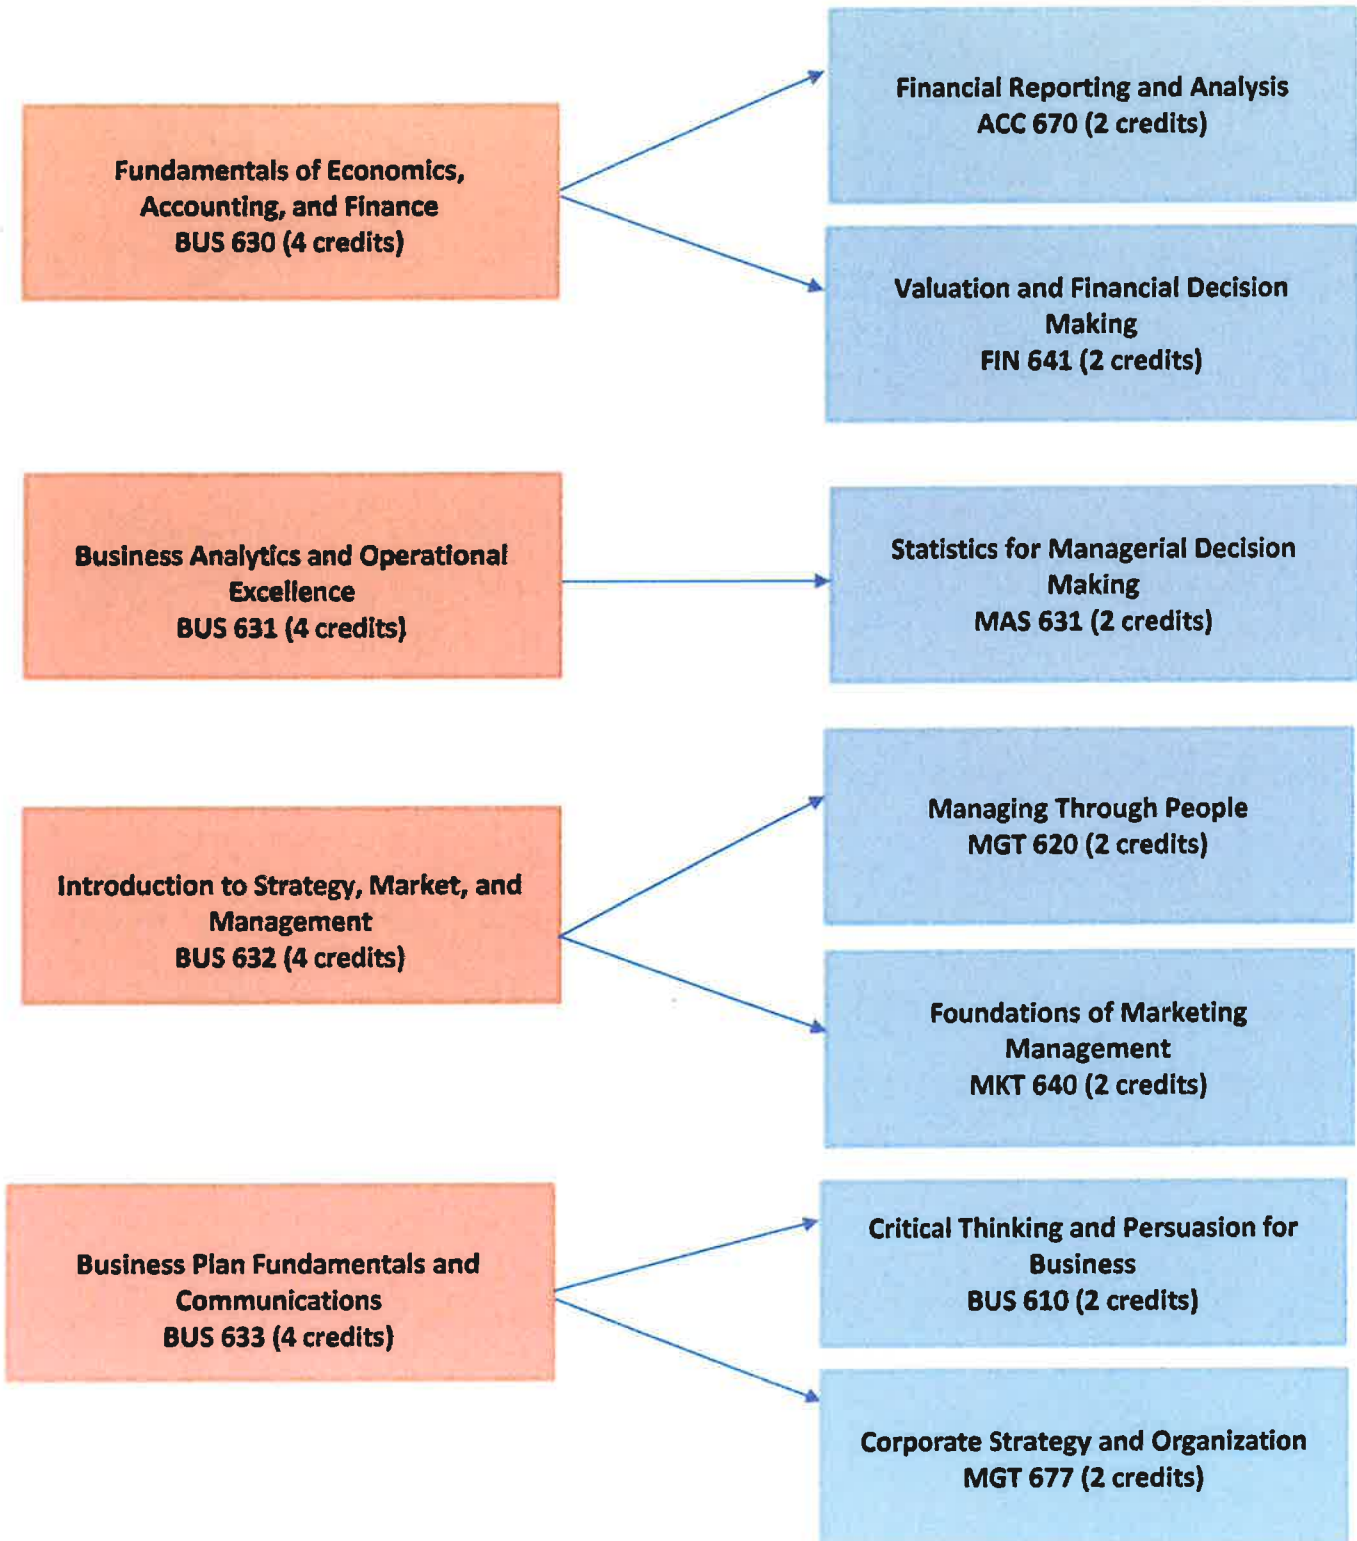 Fundamentals of Economics,
Accounting, and Finance
BUS 630 (4 credits)
Financial Reporting and Analysis
ACC 670 (2 credits)
Valuation and Financial Decision
Making
FIN 641 (2 credits)
Business Analytics and Operational
Excellence
BUS 631 (4 credits)
Statistics for Managerial Decision
Making
MAS 631 (2 credits)
Introduction to Strategy, Market, and
Management
BUS 632 (4 credits)
Managing Through People
MGT 620 (2 credits)
Foundations of Marketing
Management
MKT 640 (2 credits)
Business Plan Fundamentals and
Communications
BUS 633 (4 credits)
Critical Thinking and Persuasion for
Business
BUS 610 (2 credits)
Corporate Strategy and Organization
MGT 677 (2 credits)